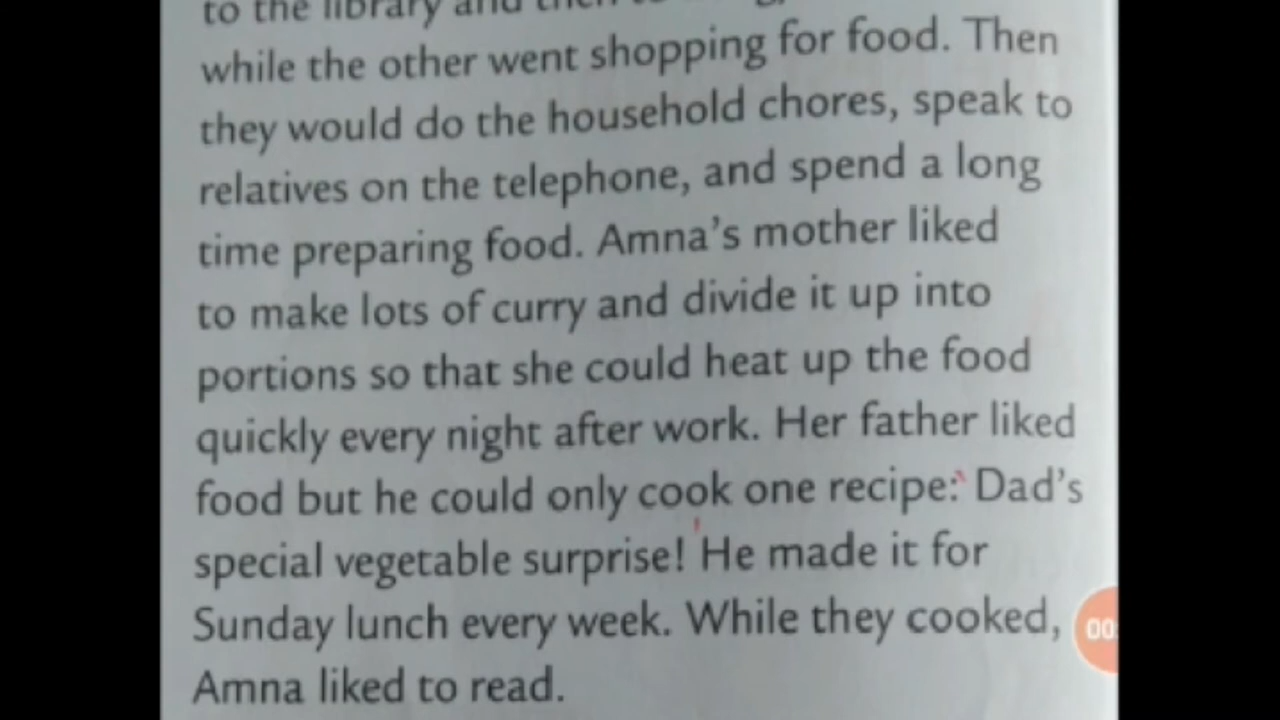 to the library and then to
while the other went shopping for food. Then
they would do the household chores, speak to
relatives on the telephone, and spend a long
time preparing food. Amna's mother liked
to make lots of curry and divide it up into
portions so that she could heat up the food
quickly every night after work. Her father liked
food but he could only cook one recipe: Dad's
special vegetable surprise! He made it for
Sunday lunch every week. While they cooked,
Amna liked to read.
00: